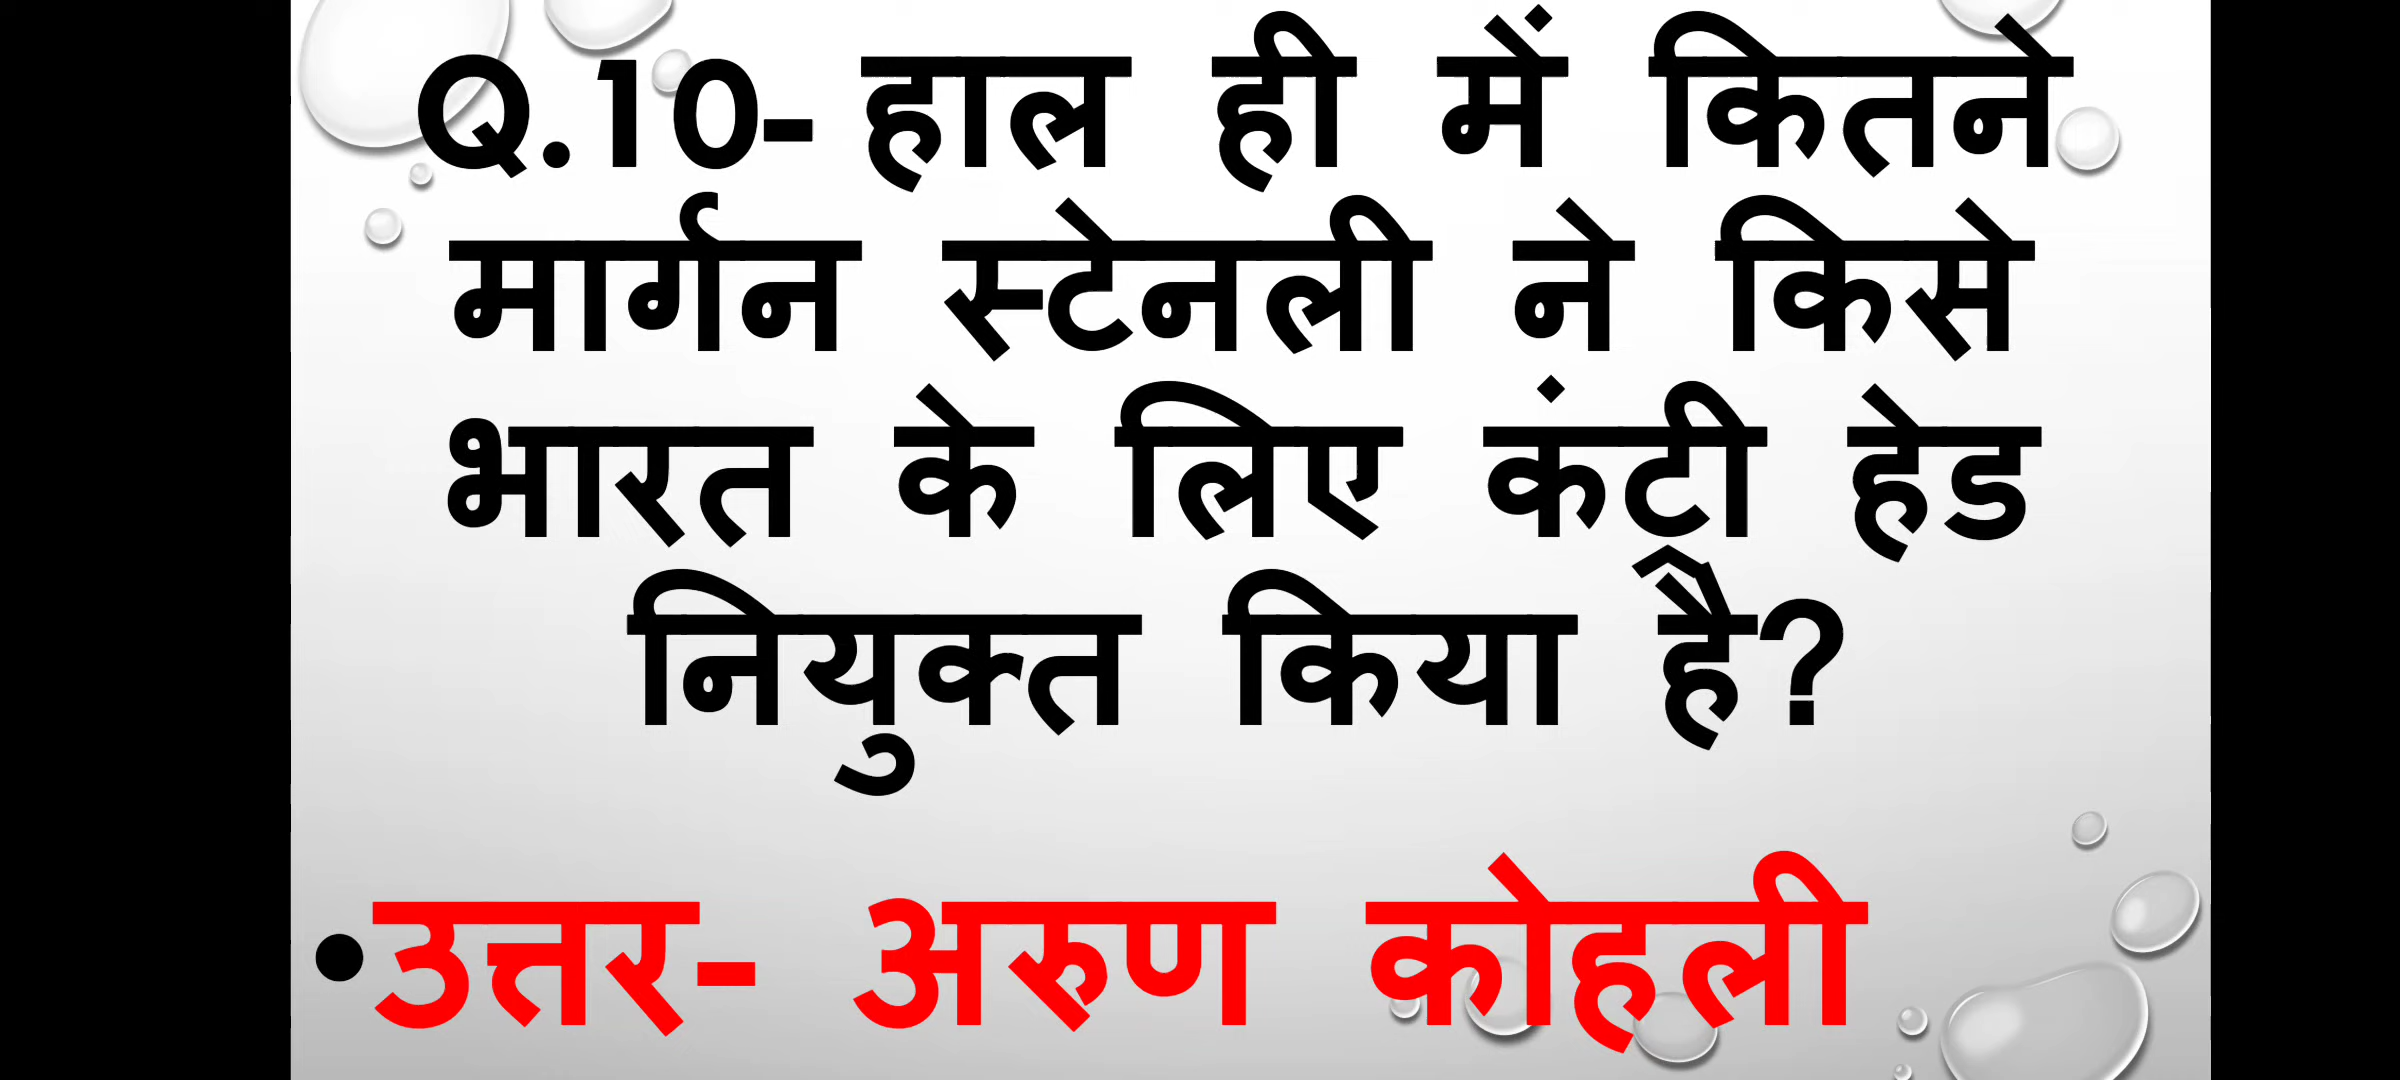 Q.10- हाल ही में कितने
मार्गन स्टेनली ने किसे
भारत के लिए कंट्री हेड
नियुक्त किया है?
•उत्तर- अरुण कोहली